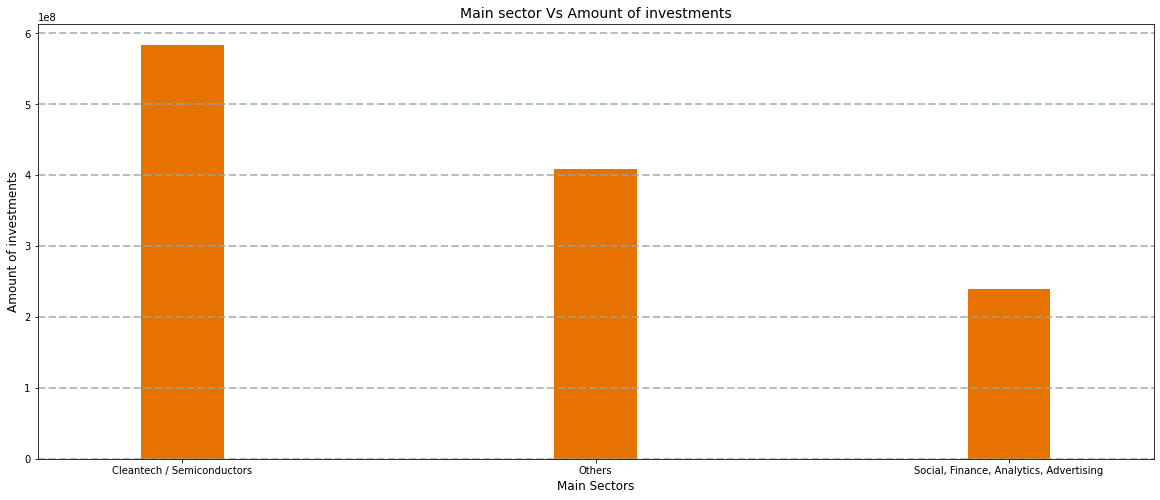 Main sector Vs Amount of investments
1e8
6
5
4
3
2
1
0
Amount of investments
Cleantech / Semiconductors
Others
Social, Finance, Analytics, Advertising
Main Sectors